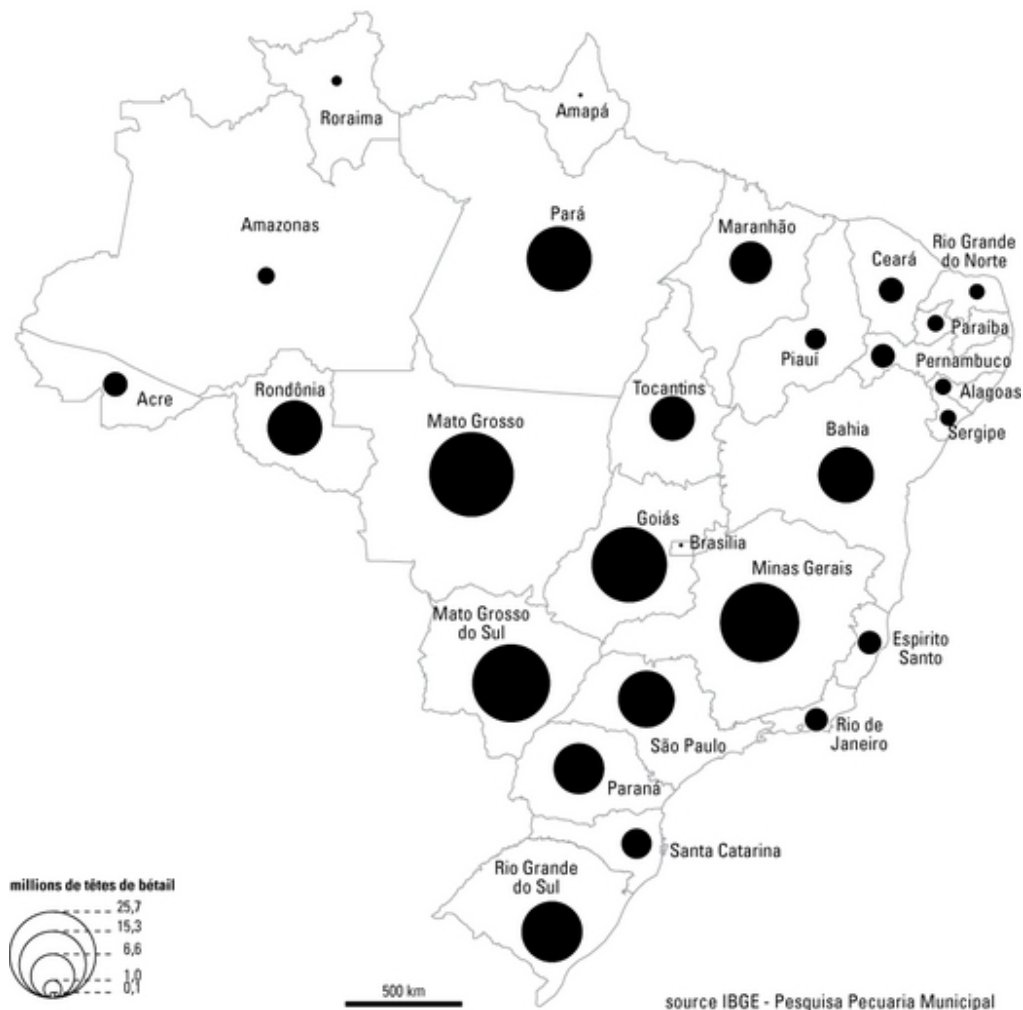 Roraima
Amapá
Amazonas
Pará
Maranhão
Ceará
Rio Grande
do Norte
Paraíba
Piauí
Pernambuco
Acre
Rondônia
Tocantins
Alagoas
Mato Grosso
Bahia
Sergipe
Goiás
Brasília
Minas Gerais
Mato Grosso
do Sul
Espirito
Santo
São Paulo
Rio de
Janeiro
Paraná
Santa Catarina
Rio Grande
do Sul
millions de têtes de bétail
25,7
15,3
6,6
1,0
0,1
500 km
source IBGE - Pesquisa Pecuaria Municipal